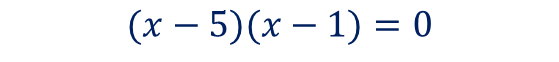 (x − 5)(x − 1) = 0